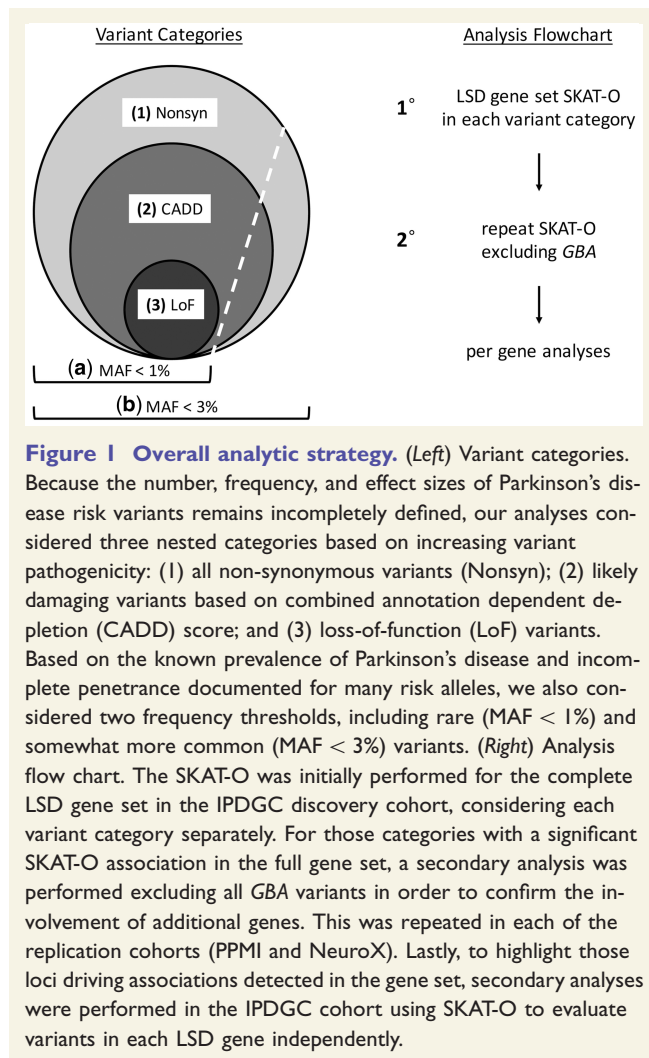 Variant Categories
(1) Nonsyn
(2) CADD
(3) LoF
(a) MAF < 1%
(b) MAF < 3%
Analysis Flowchart
1° LSD gene set SKAT-O
in each variant category
2° repeat SKAT-O
excluding GBA
per gene analyses
Figure 1 Overall analytic strategy. (Left) Variant categories.
Because the number, frequency, and effect sizes of Parkinson's dis-
ease risk variants remains incompletely defined, our analyses con-
sidered three nested categories based on increasing variant
pathogenicity: (1) all non-synonymous variants (Nonsyn); (2) likely
damaging variants based on combined annotation dependent de-
pletion (CADD) score; and (3) loss-of-function (LoF) variants.
Based on the known prevalence of Parkinson's disease and incom-
plete penetrance documented for many risk alleles, we also con-
sidered two frequency thresholds, including rare (MAF < 1%) and
somewhat more common (MAF < 3%) variants. (Right) Analysis
flow chart. The SKAT-O was initially performed for the complete
LSD gene set in the IPDGC discovery cohort, considering each
variant category separately. For those categories with a significant
SKAT-O association in the full gene set, a secondary analysis was
performed excluding all GBA variants in order to confirm the in-
volvement of additional genes. This was repeated in each of the
replication cohorts (PPMI and NeuroX). Lastly, to highlight those
loci driving associations detected in the gene set, secondary analyses
were performed in the IPDGC cohort using SKAT-O to evaluate
variants in each LSD gene independently.